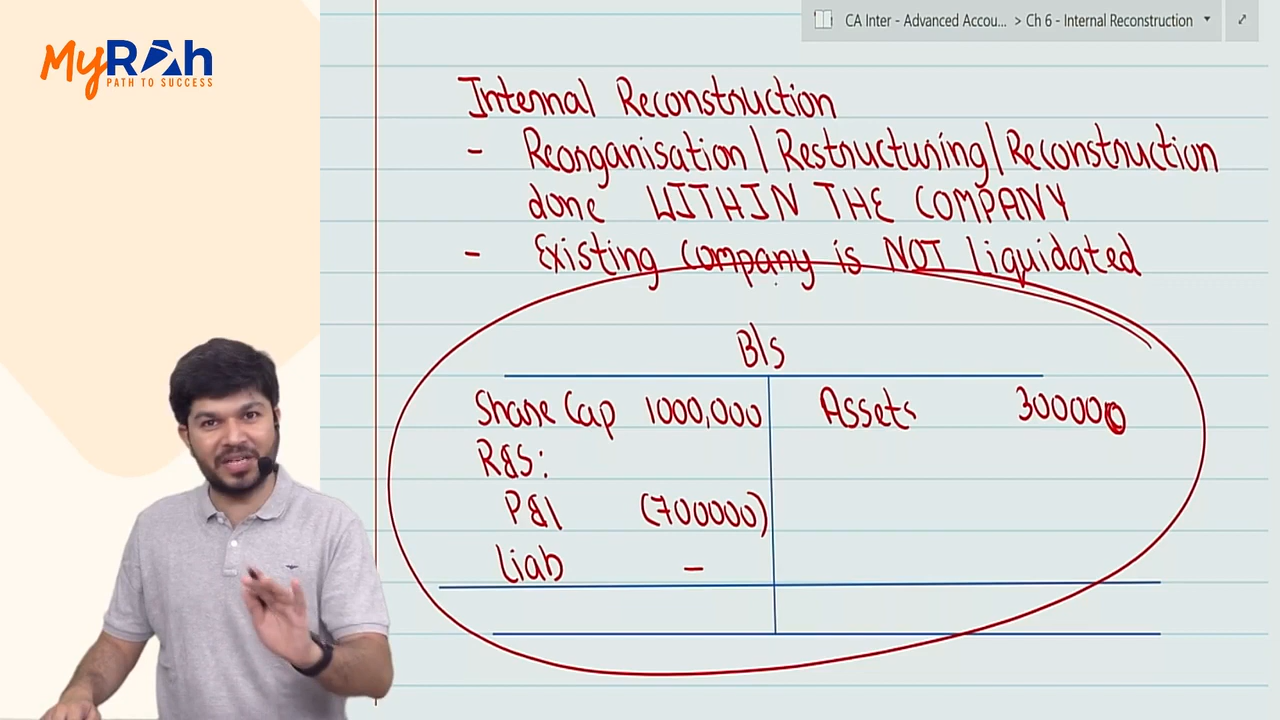 MyRAh
PATH TO SUCCESS
CA Inter - Advanced Accou... > Ch 6 - Internal Reconstruction
Internal Reconstruction
- Reorganisation / Restructuring / Reconstruction
done WITHIN THE COMPANY
- Existing company is NOT liquidated
B/s
Share Cap 1000,000 Assets 300000
R&S:
P&l (700000)
liab -